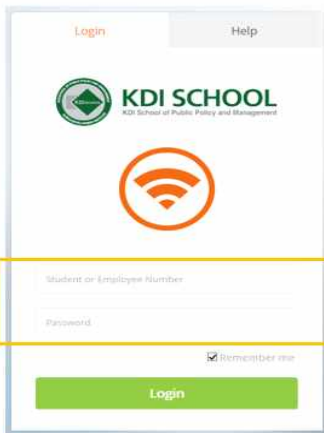 Login
Help
KDI SCHOOL
KDI School of Public Policy and Management
Student or Employee Number
Password
Remember me
Login